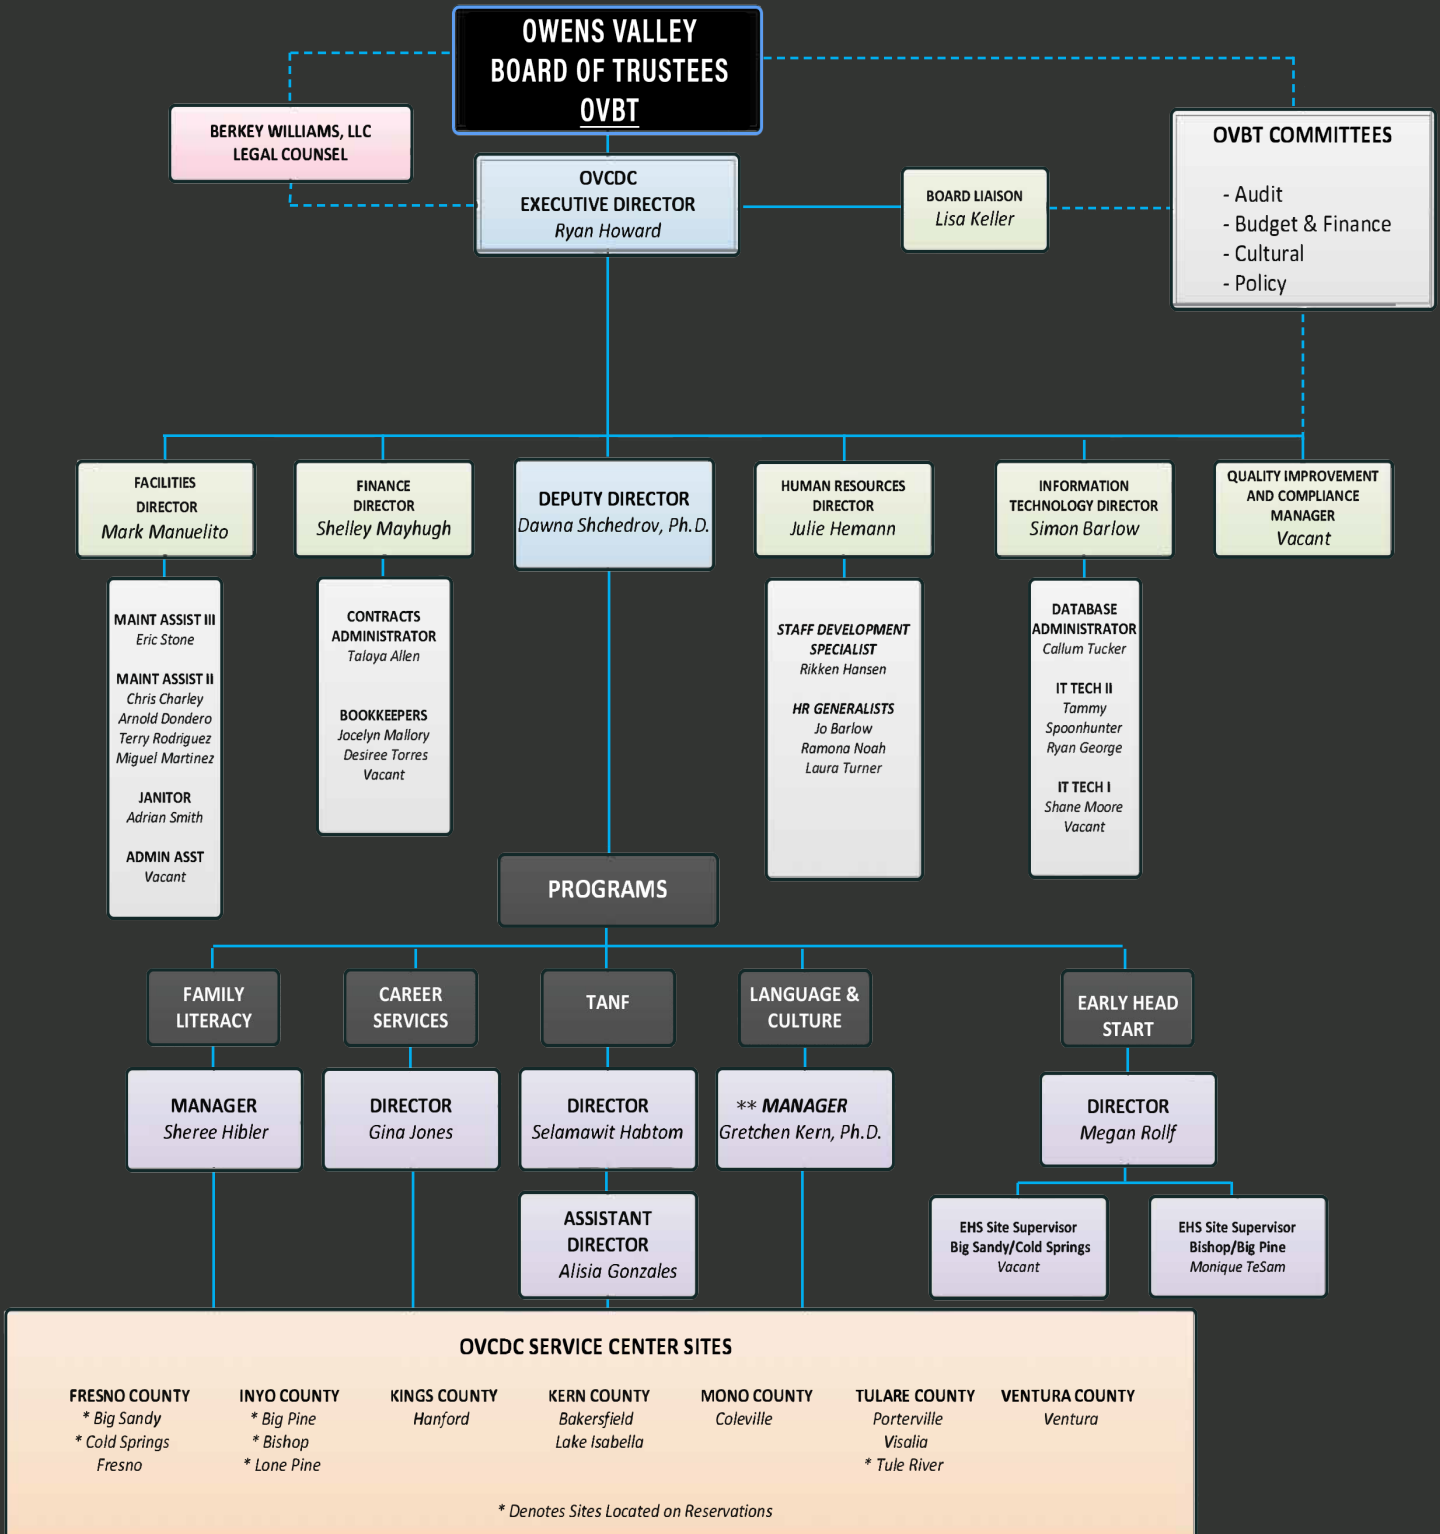 OWENS VALLEY
BOARD OF TRUSTEES
OVBT
BERKEY WILLIAMS, LLC
LEGAL COUNSEL
OVCDC
EXECUTIVE DIRECTOR
Ryan Howard
BOARD LIAISON
Lisa Keller
OVBT COMMITTEES
- Audit
- Budget & Finance
- Cultural
- Policy
FACILITIES
DIRECTOR
Mark Manuelito
FINANCE
DIRECTOR
Shelley Mayhugh
DEPUTY DIRECTOR
Dawna Shchedrov, Ph.D.
HUMAN RESOURCES
DIRECTOR
Julie Hemann
INFORMATION
TECHNOLOGY DIRECTOR
Simon Barlow
QUALITY IMPROVEMENT
AND COMPLIANCE
MANAGER
Vacant
MAINT ASSIST III
Eric Stone
MAINT ASSIST II
Chris Charley
Arnold Dondero
Terry Rodriguez
Miguel Martinez
JANITOR
Adrian Smith
ADMIN ASST
Vacant
CONTRACTS
ADMINISTRATOR
Talaya Allen
BOOKKEEPERS
Jocelyn Mallory
Desiree Torres
Vacant
STAFF DEVELOPMENT
SPECIALIST
Rikken Hansen
HR GENERALISTS
Jo Barlow
Ramona Noah
Laura Turner
DATABASE
ADMINISTRATOR
Callum Tucker
IT TECH II
Tammy
Spoonhunter
Ryan George
IT TECH I
Shane Moore
Vacant
PROGRAMS
FAMILY
LITERACY
CAREER
SERVICES
TANF
LANGUAGE &
CULTURE
EARLY HEAD
START
MANAGER
Sheree Hibler
DIRECTOR
Gina Jones
DIRECTOR
Selamawit Habtom
** MANAGER
Gretchen Kern, Ph.D.
DIRECTOR
Megan Rollf
ASSISTANT
DIRECTOR
Alisia Gonzales
EHS Site Supervisor
Big Sandy/Cold Springs
Vacant
EHS Site Supervisor
Bishop/Big Pine
Monique TeSam
OVCDC SERVICE CENTER SITES
FRESNO COUNTY
* Big Sandy
* Cold Springs
Fresno
INYO COUNTY
* Big Pine
* Bishop
* Lone Pine
KINGS COUNTY
Hanford
KERN COUNTY
Bakersfield
Lake Isabella
MONO COUNTY
Coleville
TULARE COUNTY
Porterville
Visalia
* Tule River
VENTURA COUNTY
Ventura
* Denotes Sites Located on Reservations